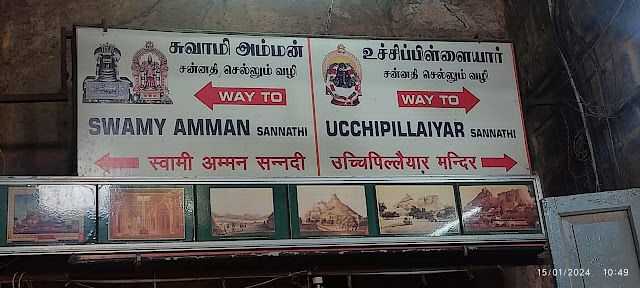 சுவாமி அம்மன்
சன்னதி செல்லும் வழி
WAY TO
SWAMY AMMAN SANNATHI
स्वामी अम्मन सन्नदी
உச்சிப்பிள்ளையார்
சன்னதி செல்லும் வழி
WAY TO
UCCHIPILLAIYAR SANNATHI
उच्चिपिल्लैयार मन्दिर
15/01/2024 10:49